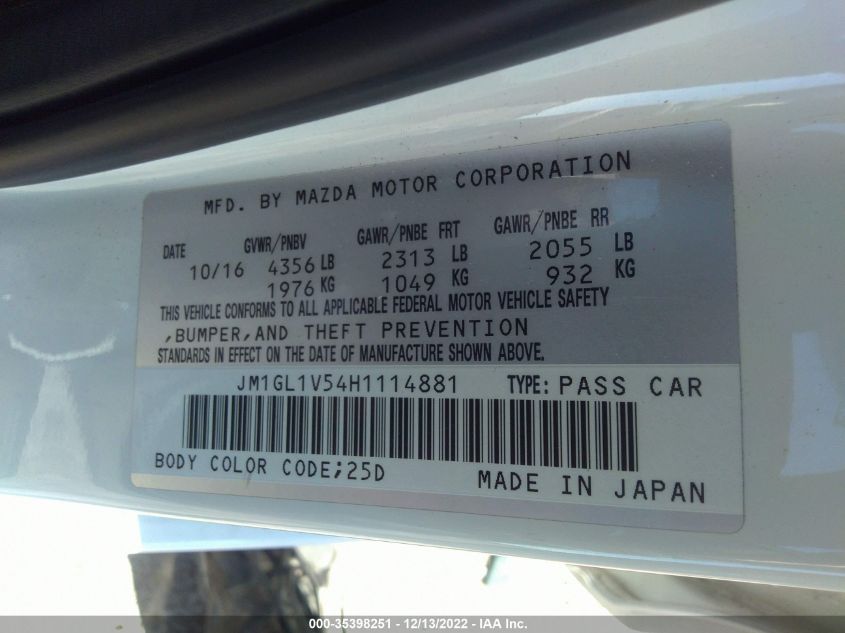 MFD. BY MAZDA MOTOR CORPORATION
DATE GVWR/PNBV GAWR/PNBE FRT GAWR/PNBE RR
10/16 4356 LB 2313 LB 2055 LB
1976 KG 1049 KG 932 KG
THIS VEHICLE CONFORMS TO ALL APPLICABLE FEDERAL MOTOR VEHICLE SAFETY
,BUMPER,AND THEFT PREVENTION
STANDARDS IN EFFECT ON THE DATE OF MANUFACTURE SHOWN ABOVE.
JM1GL1V54H1114881 TYPE: PASS CAR
BODY COLOR CODE;25D MADE IN JAPAN
000-35398251 - 12/13/2022 - IAA Inc.